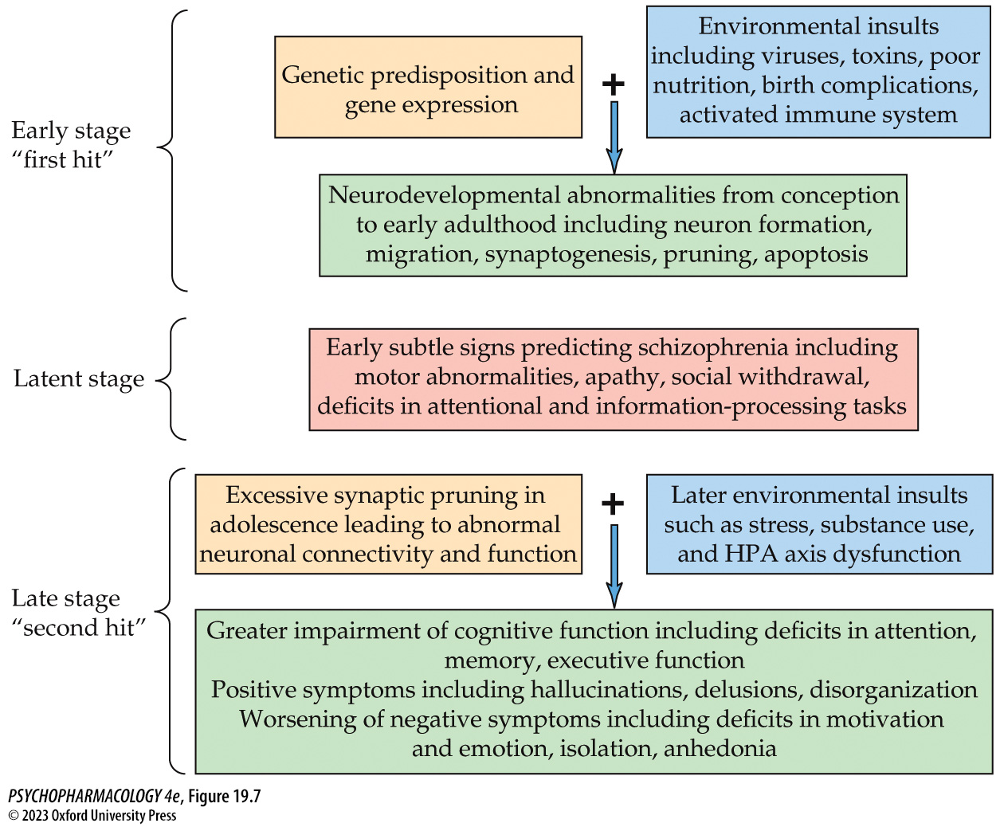 Early stage
“first hit”
Genetic predisposition and
gene expression
+
Environmental insults
including viruses, toxins, poor
nutrition, birth complications,
activated immune system
Neurodevelopmental abnormalities from conception
to early adulthood including neuron formation,
migration, synaptogenesis, pruning, apoptosis
Latent stage
Early subtle signs predicting schizophrenia including
motor abnormalities, apathy, social withdrawal,
deficits in attentional and information-processing tasks
Late stage
“second hit”
Excessive synaptic pruning in
adolescence leading to abnormal
neuronal connectivity and function
+
Later environmental insults
such as stress, substance use,
and HPA axis dysfunction
Greater impairment of cognitive function including deficits in attention,
memory, executive function
Positive symptoms including hallucinations, delusions, disorganization
Worsening of negative symptoms including deficits in motivation
and emotion, isolation, anhedonia
PSYCHOPHARMACOLOGY 4e, Figure 19.7
© 2023 Oxford University Press